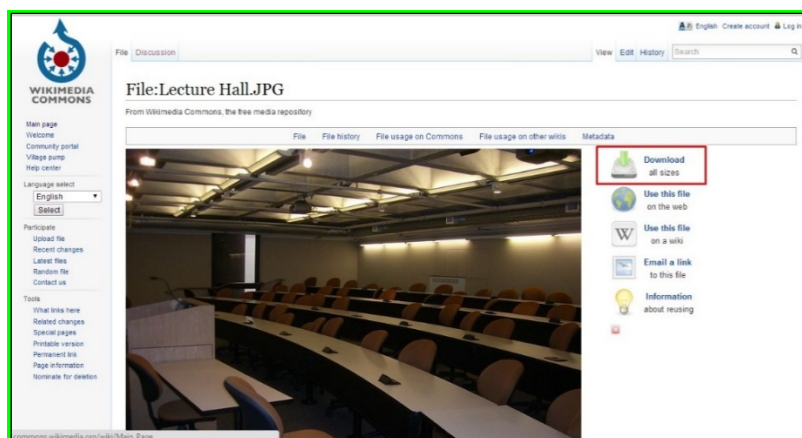 English Create account Log in
File Discussion
View Edit History Search
WIKIMEDIA
COMMONS
File:Lecture Hall.JPG
From Wikimedia Commons, the free media repository
Main page
Welcome
Community portal
Village pump
Help center
Language select
English
Select
Participate
Upload file
Recent changes
Latest files
Random file
Contact us
Tools
What links here
Related changes
Special pages
Printable version
Permanent link
Page information
Nominate for deletion
File File history File usage on Commons File usage on other wikis Metadata
Download
all sizes
Use this file
on the web
W
Use this file
on a wiki
Email a link
to this file
Information
about reusing
commons.wikimedia.org/wiki/Main_Page